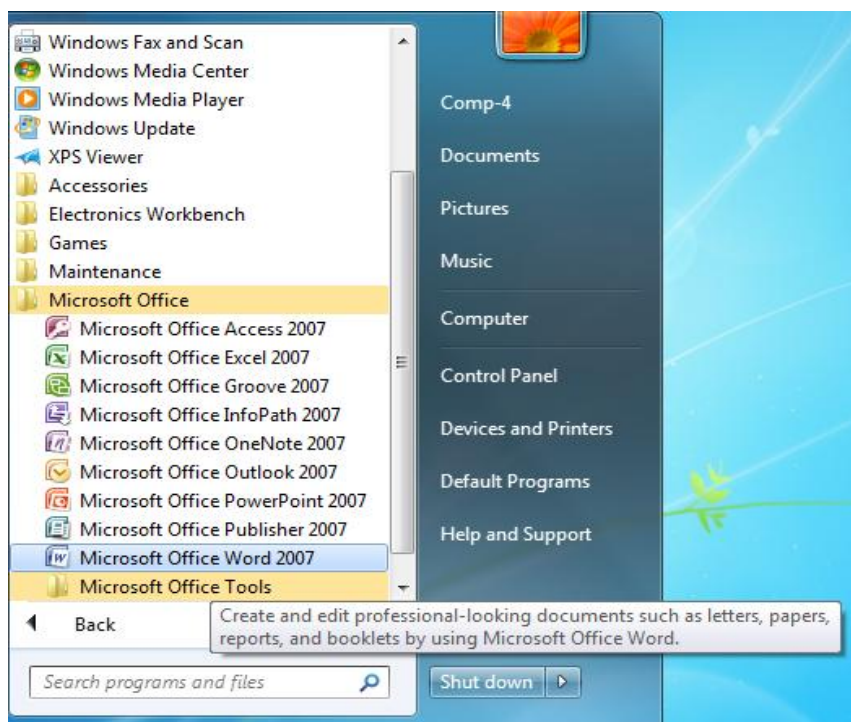 Windows Fax and Scan
Windows Media Center
Windows Media Player
Windows Update
XPS Viewer
Accessories
Electronics Workbench
Games
Maintenance
Microsoft Office
Microsoft Office Access 2007
Microsoft Office Excel 2007
Microsoft Office Groove 2007
Microsoft Office InfoPath 2007
Microsoft Office OneNote 2007
Microsoft Office Outlook 2007
Microsoft Office PowerPoint 2007
Microsoft Office Publisher 2007
Microsoft Office Word 2007
Microsoft Office Tools
Back
Search programs and files
Comp-4
Documents
Pictures
Music
Computer
Control Panel
Devices and Printers
Default Programs
Help and Support
Create and edit professional-looking documents such as letters, papers,
reports, and booklets by using Microsoft Office Word.
Shut down